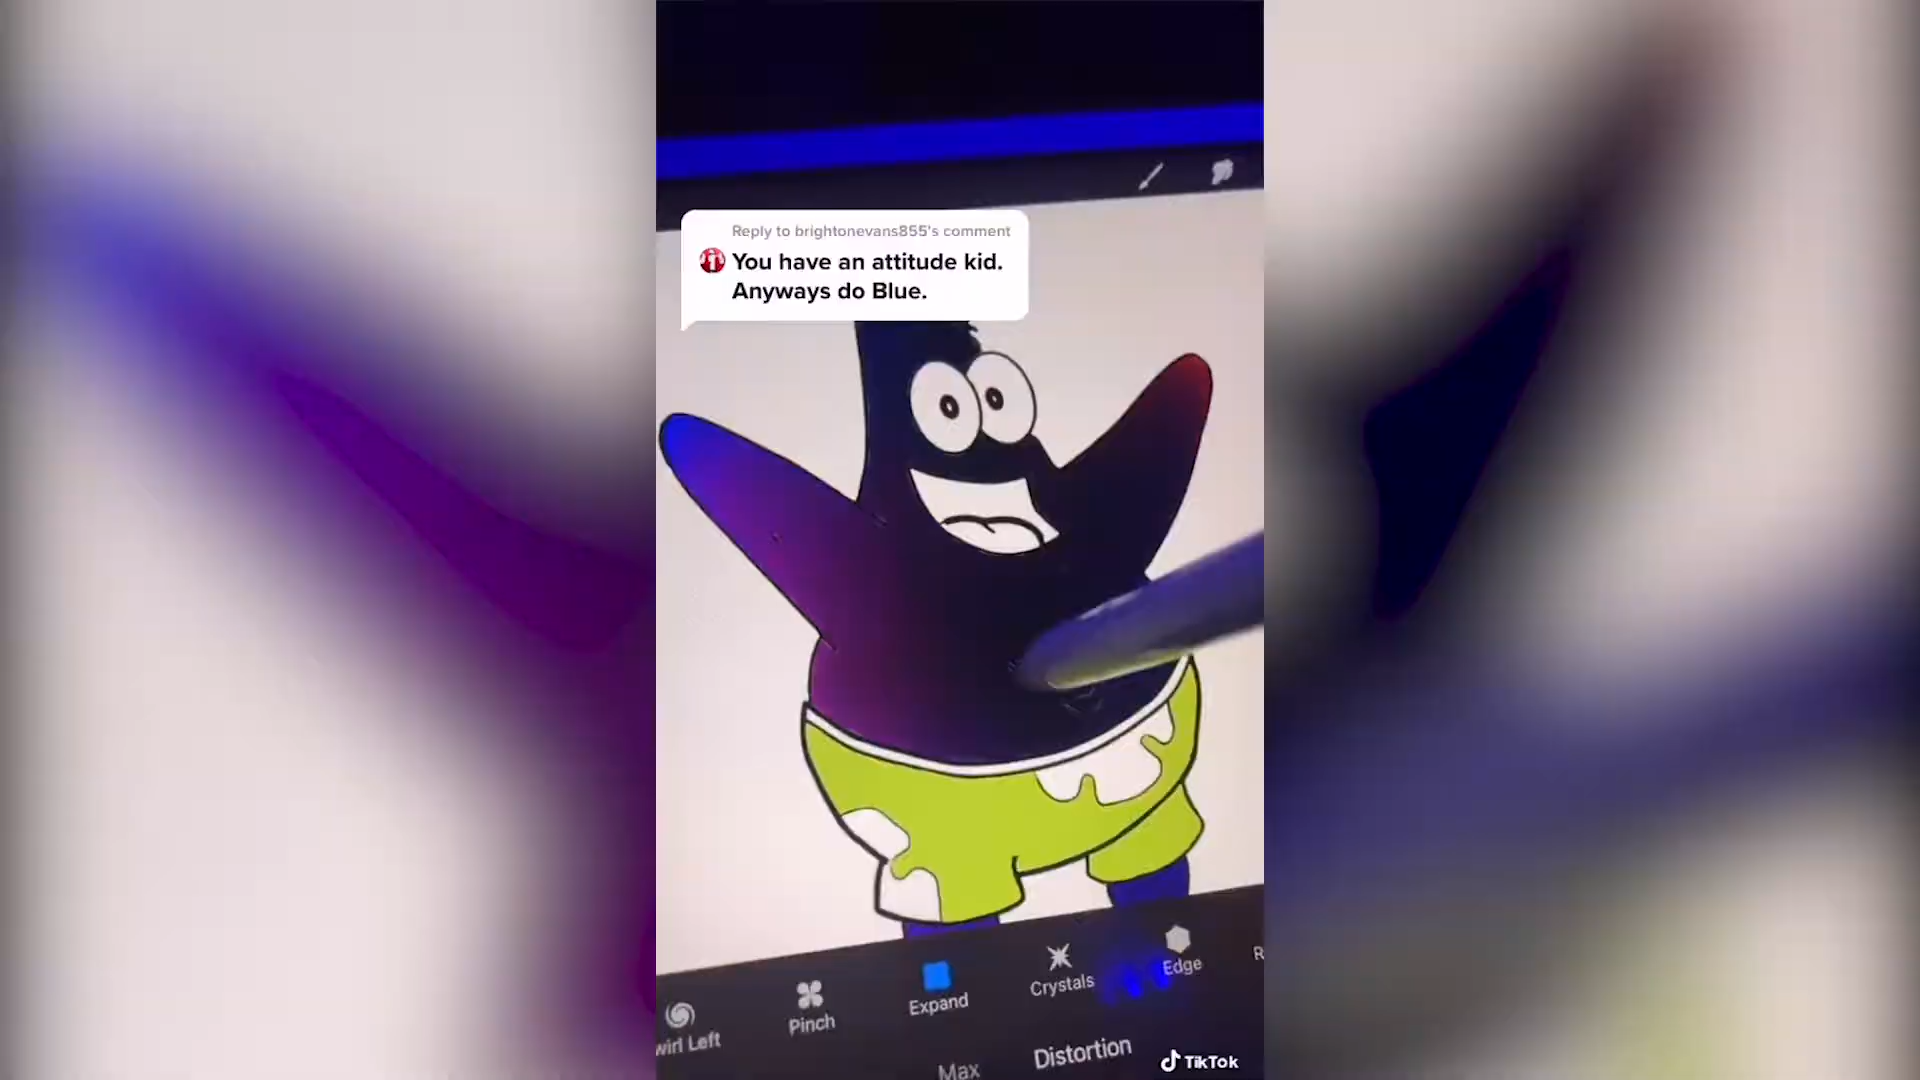 Reply to brightonevans855's comment
You have an attitude kid.
Anyways do Blue.
wirl Left
Pinch
Expand
Crystals
Edge
R
Max
Distortion
TikTok